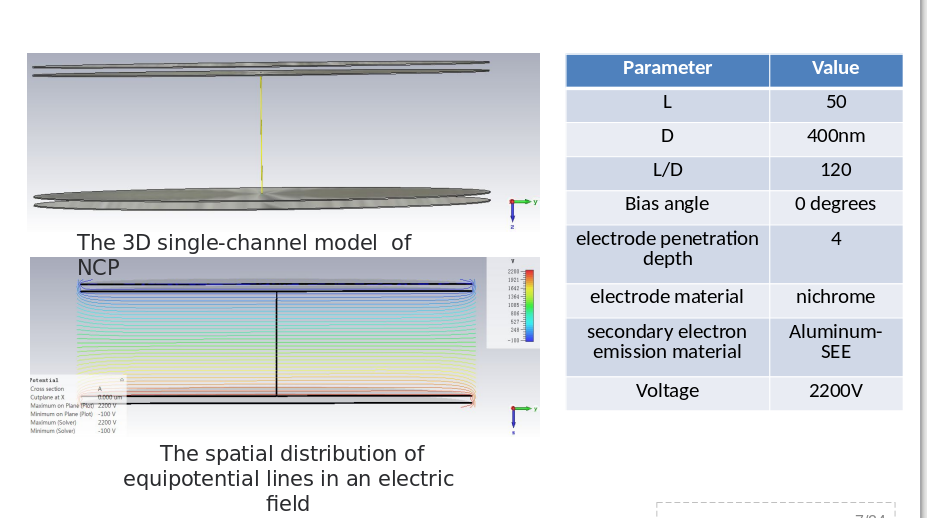 The 3D single-channel model  of
NCP
V
2200
1921
1642
1364
1085
806
527
249
-100
Potential
Cross section A
Cutplane at X 0.000 um
Maximum on Plane (Plot) 2200 V
Minimum on Plane (Plot) -100 V
Maximum (Solver) 2200 V
Minimum (Solver) -100 V
y
z
y
The spatial distribution of
equipotential lines in an electric
field
Parameter Value
L 50
D 400nm
L/D 120
Bias angle 0 degrees
electrode penetration 4
depth
electrode material nichrome
secondary electron Aluminum-
emission material SEE
Voltage 2200V